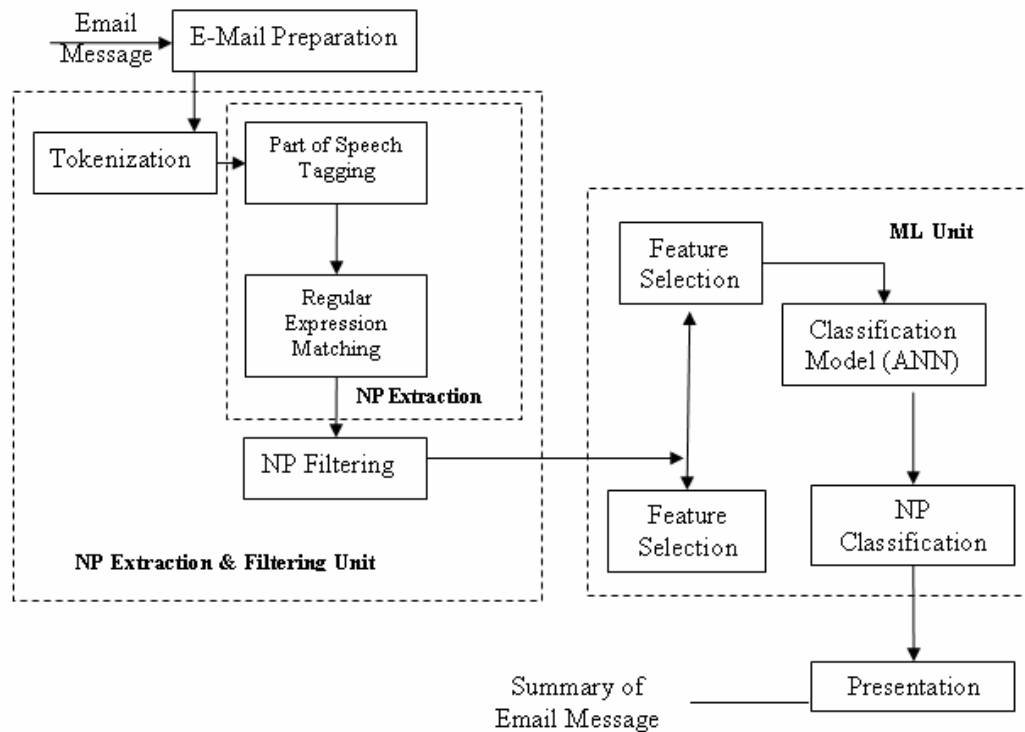 Email
Message
E-Mail Preparation
Tokenization
Part of Speech
Tagging
Regular
Expression
Matching
NP Extraction
NP Filtering
NP Extraction & Filtering Unit
ML Unit
Feature
Selection
Classification
Model (ANN)
Feature
Selection
NP
Classification
Presentation
Summary of
Email Message